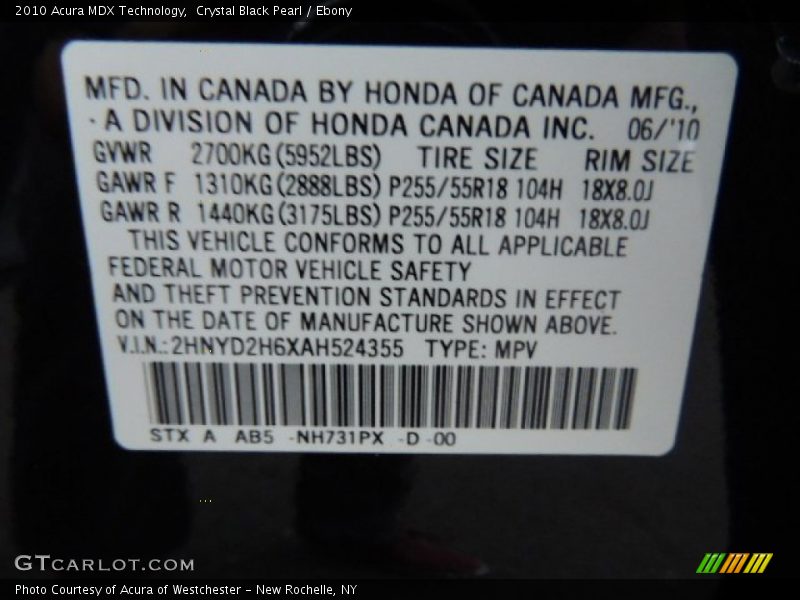 2010 Acura MDX Technology,  Crystal Black Pearl / Ebony
MFD. IN CANADA BY HONDA OF CANADA MFG.,
A DIVISION OF HONDA CANADA INC. 06/'10
GVWR 2700KG(5952LBS) TIRE SIZE RIM SIZE
GAWR F 1310KG(2888LBS) P255/55R18 104H 18X8.0J
GAWR R 1440KG(3175LBS) P255/55R18 104H 18X8.0J
THIS VEHICLE CONFORMS TO ALL APPLICABLE
FEDERAL MOTOR VEHICLE SAFETY
AND THEFT PREVENTION STANDARDS IN EFFECT
ON THE DATE OF MANUFACTURE SHOWN ABOVE.
V.I.N.:2HNYD2H6XAH524355 TYPE: MPV
STX A AB5 -NH731PX -D -00
GTCARLOT.COM
Photo Courtesy of Acura of Westchester - New Rochelle, NY